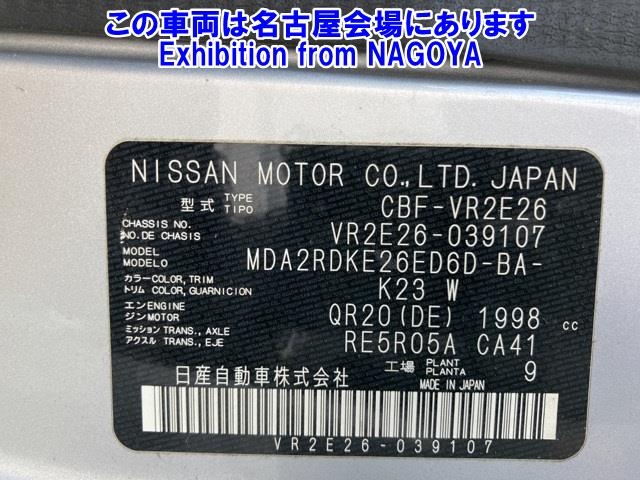 この車両は名古屋会場にあります
Exhibition from NAGOYA
NISSAN MOTOR CO.,LTD. JAPAN
型式 TYPE TIPO CBF-VR2E26
CHASSIS NO. NO.DE CHASIS VR2E26-039107
MODEL MODELO MDA2RDKE26ED6D-BA-
カラー COLOR, TRIM
トリム COLOR, GUARNICION K23 W
エンジン ENGINE MOTOR QR20(DE) 1998 cc
ミッション TRANS., AXLE
アクスル TRANS., EJE RE5R05A CA41
工場 PLANT PLANTA 9
日産自動車株式会社 MADE IN JAPAN
VR2E26-039107